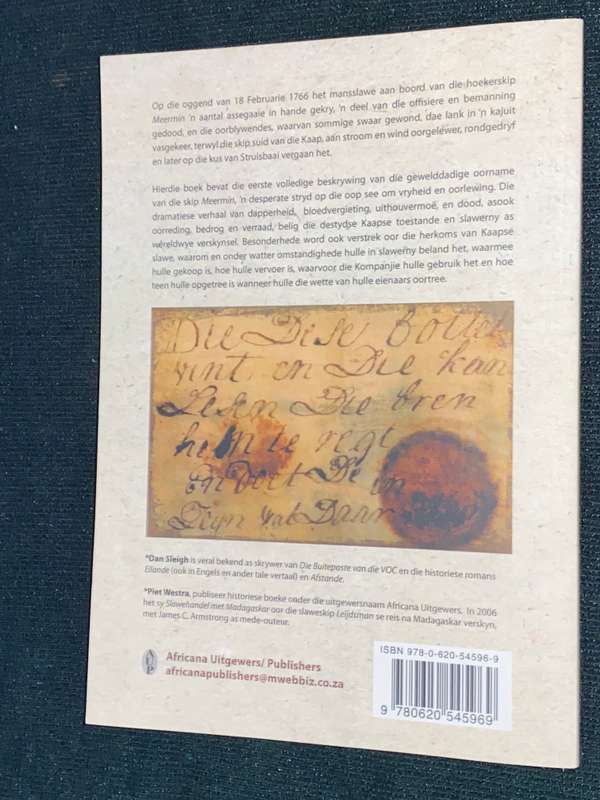 Op die oggend van 18 Februarie 1766 het mansslawe aan boord van die hoekerskip
Meermin 'n aantal assegaaie in hande gekry, 'n deel van die offisiere en bemanning
gedood, en die oorblywendes, waarvan sommige swaar gewond, dae lank in 'n kajuit
vasgekeer, terwyl die skip suid van die Kaap, aan stroom en wind oorgelewer, rondgedryf
en later op die kus van Struisbaai vergaan het.
Hierdie boek bevat die eerste volledige beskrywing van die gewelddadige oorname
van die skip Meermin, 'n desperate stryd op die oop see om vryheid en oorlewing. Die
dramatiese verhaal van dapperheid, bloedvergieting, uithouvermoë, en dood, asook
oorreding, bedrog en verraad, belig die destydse Kaapse toestande en slawerny as
wêreldwye verskynsel. Besonderhede word ook verstrek oor die herkoms van Kaapse
slawe, waarom en onder watter omstandighede hulle in slawerny beland het, waarmee
hulle gekoop is, hoe hulle vervoer is, waarvoor die Kompanjie hulle gebruik het en hoe
teen hulle opgetree is wanneer hulle die wette van hulle eienaars oortree.
Die Dese bottel
vint en Die kan
Lesen Die bren
hem te regt
En
*Dan Sleigh is veral bekend as skrywer van Die Buiteposte van die VOC en die historiese romans
Eilande (ook in Engels en ander tale vertaal) en Afstande.
*Piet Westra, publiseer historiese boeke onder die uitgewersnaam Africana Uitgewers. In 2006
het sy Slawehandel met Madagaskar oor die slaweskip Leijdsman se reis na Madagaskar verskyn,
met James C. Armstrong as mede-outeur.
Africana Uitgewers/ Publishers
africanapublishers@mwebbiz.co.za
ISBN 978-0-620-54596-9
9 780620 545969